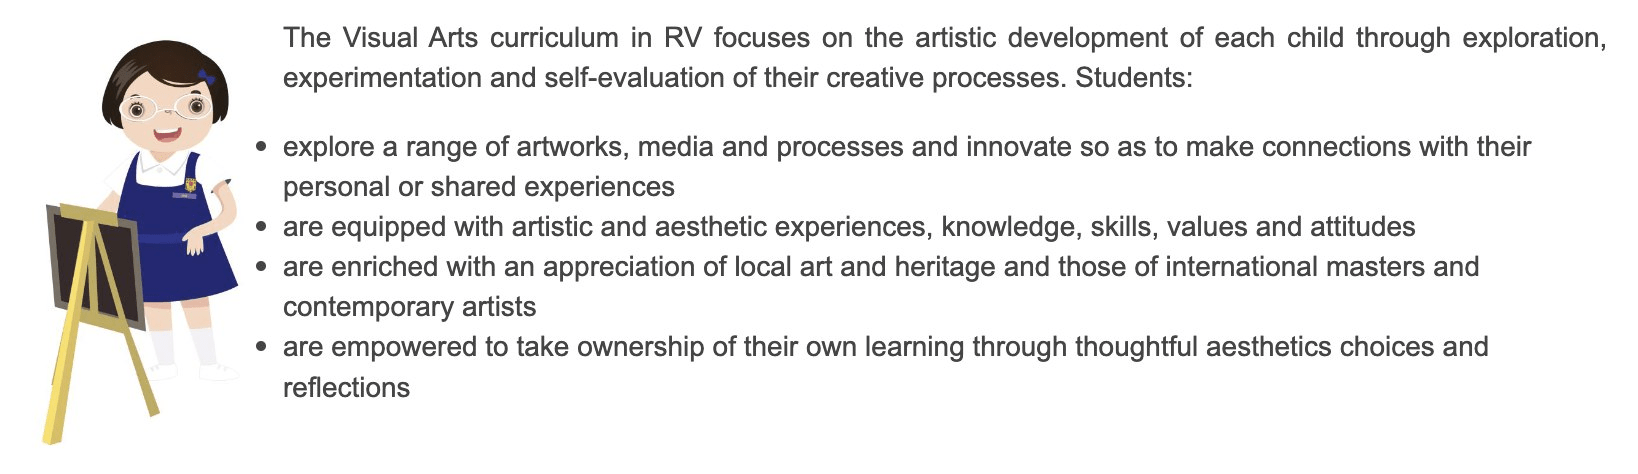 The Visual Arts curriculum in RV focuses on the artistic development of each child through exploration,
experimentation and self-evaluation of their creative processes. Students:
• explore a range of artworks, media and processes and innovate so as to make connections with their
personal or shared experiences
• are equipped with artistic and aesthetic experiences, knowledge, skills, values and attitudes
• are enriched with an appreciation of local art and heritage and those of international masters and
contemporary artists
• are empowered to take ownership of their own learning through thoughtful aesthetics choices and
reflections